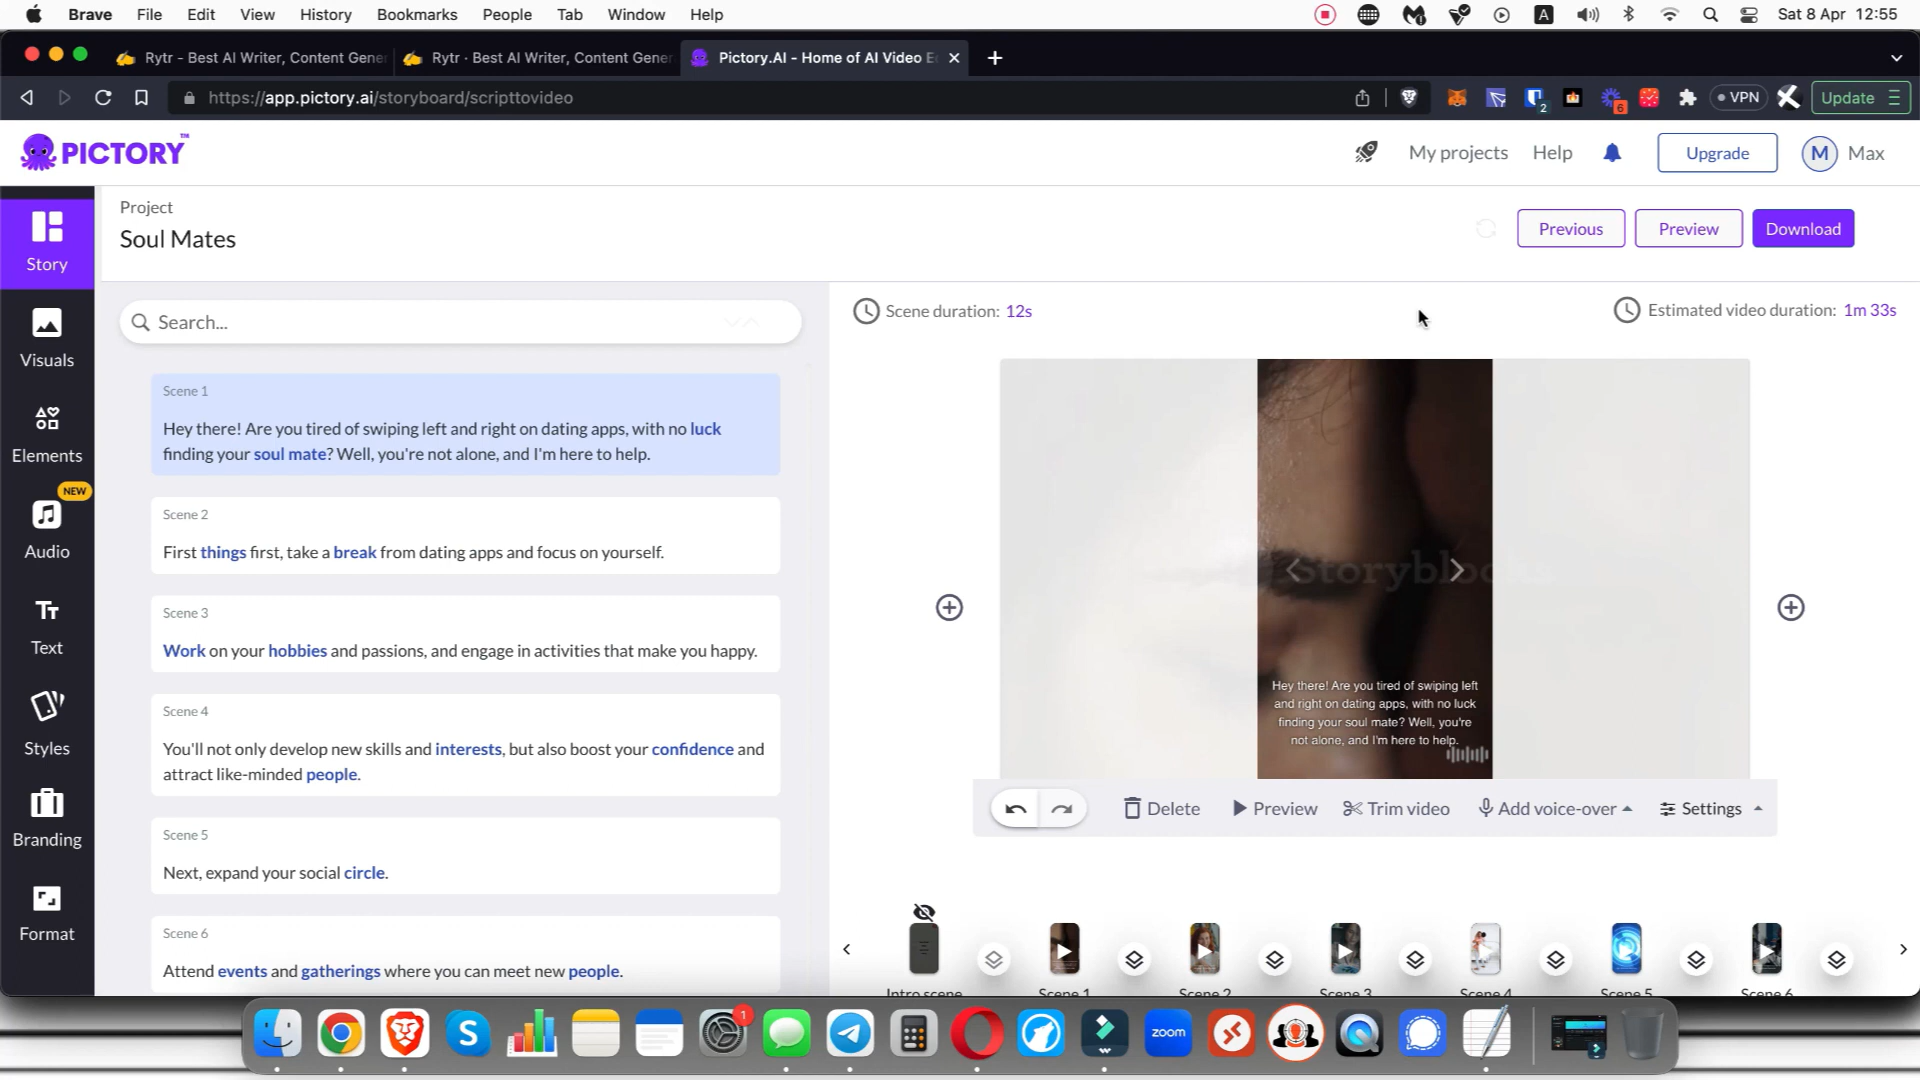 Brave File Edit View History Bookmarks People Tab Window Help A Sat 8 Apr 12:55
Rytr - Best AI Writer, Content Gene Rytr · Best AI Writer, Content Gener Pictory.AI - Home of AI Video E
https://app.pictory.ai/storyboard/scripttovideo 2 6 VPN Update
PICTORY™ My projects Help Upgrade M Max
Project
Soul Mates
Previous Preview Download
Story
Visuals
Elements
NEW
Audio
Text
Styles
Branding
Format
Search...
Scene 1
Hey there! Are you tired of swiping left and right on dating apps, with no luck
finding your soul mate? Well, you're not alone, and I'm here to help.
Scene 2
First things first, take a break from dating apps and focus on yourself.
Scene 3
Work on your hobbies and passions, and engage in activities that make you happy.
Scene 4
You'll not only develop new skills and interests, but also boost your confidence and
attract like-minded people.
Scene 5
Next, expand your social circle.
Scene 6
Attend events and gatherings where you can meet new people.
Scene duration: 12s
Estimated video duration: 1m 33s
Storyblocks
Hey there! Are you tired of swiping left
and right on dating apps, with no luck
finding your soul mate? Well, you're
not alone, and I'm here to help.
Delete Preview Trim video Add voice-over Settings
Intro scene Scene 1 Scene 2 Scene 3 Scene 4 Scene 5 Scene 6
1
zoom